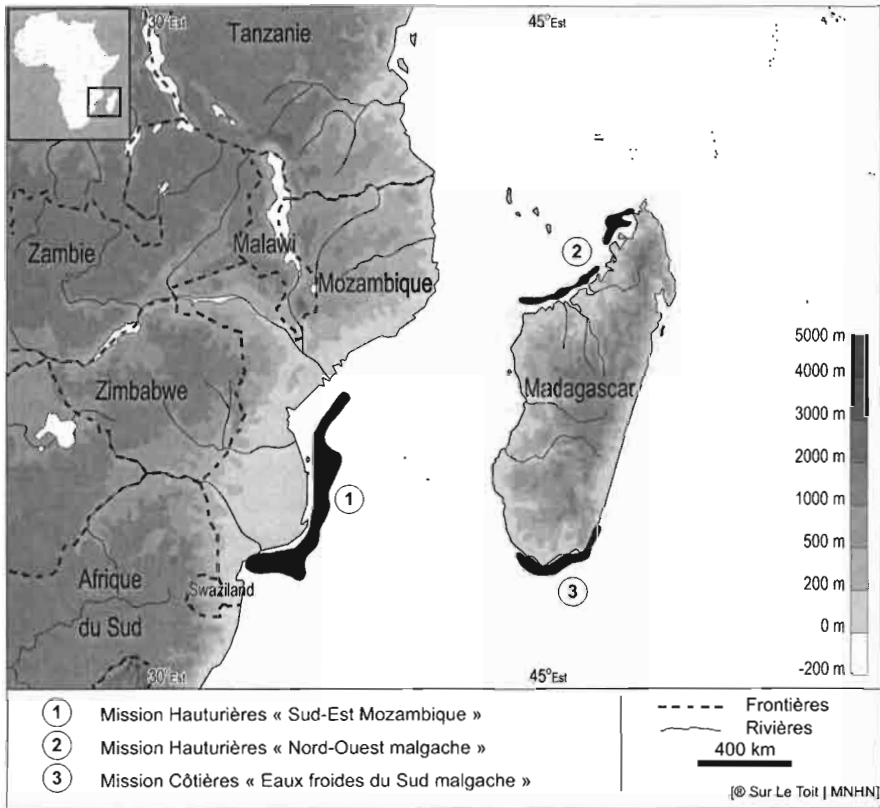 30°Est
45°Est
Tanzanie
Zambie
Malawi
Mozambique
2
Zimbabwe
Madagascar
1
3
Afrique
du Sud
Swaziland
30°Est
45°Est
5000 m
4000 m
3000 m
2000 m
1000 m
500 m
200 m
0 m
-200 m
1 Mission Hauturières « Sud-Est Mozambique »
2 Mission Hauturières « Nord-Ouest malgache »
3 Mission Côtières « Eaux froides du Sud malgache »
Frontières
Rivières
400 km
[® Sur Le Toit | MNHN]